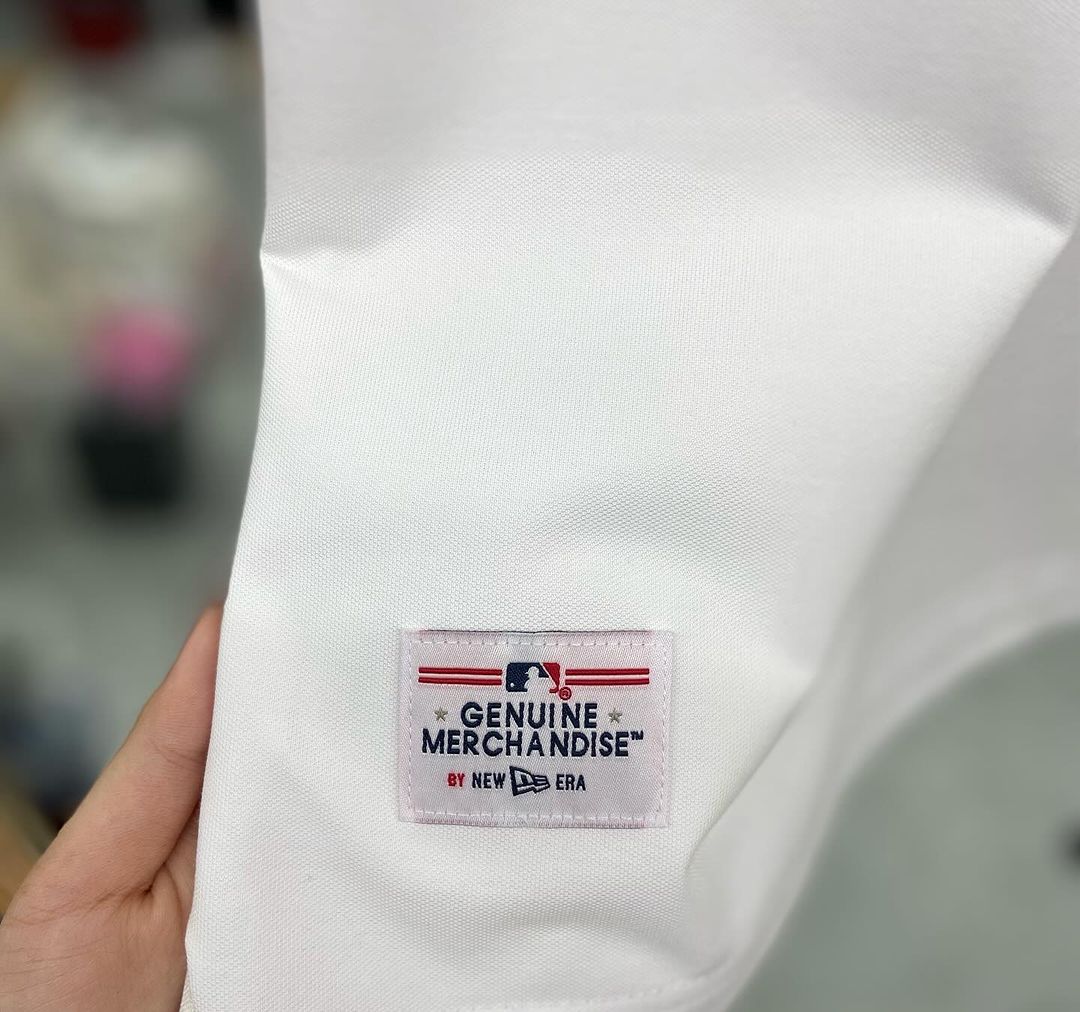 ®
★ GENUINE ★
MERCHANDISE™
BY NEW ERA